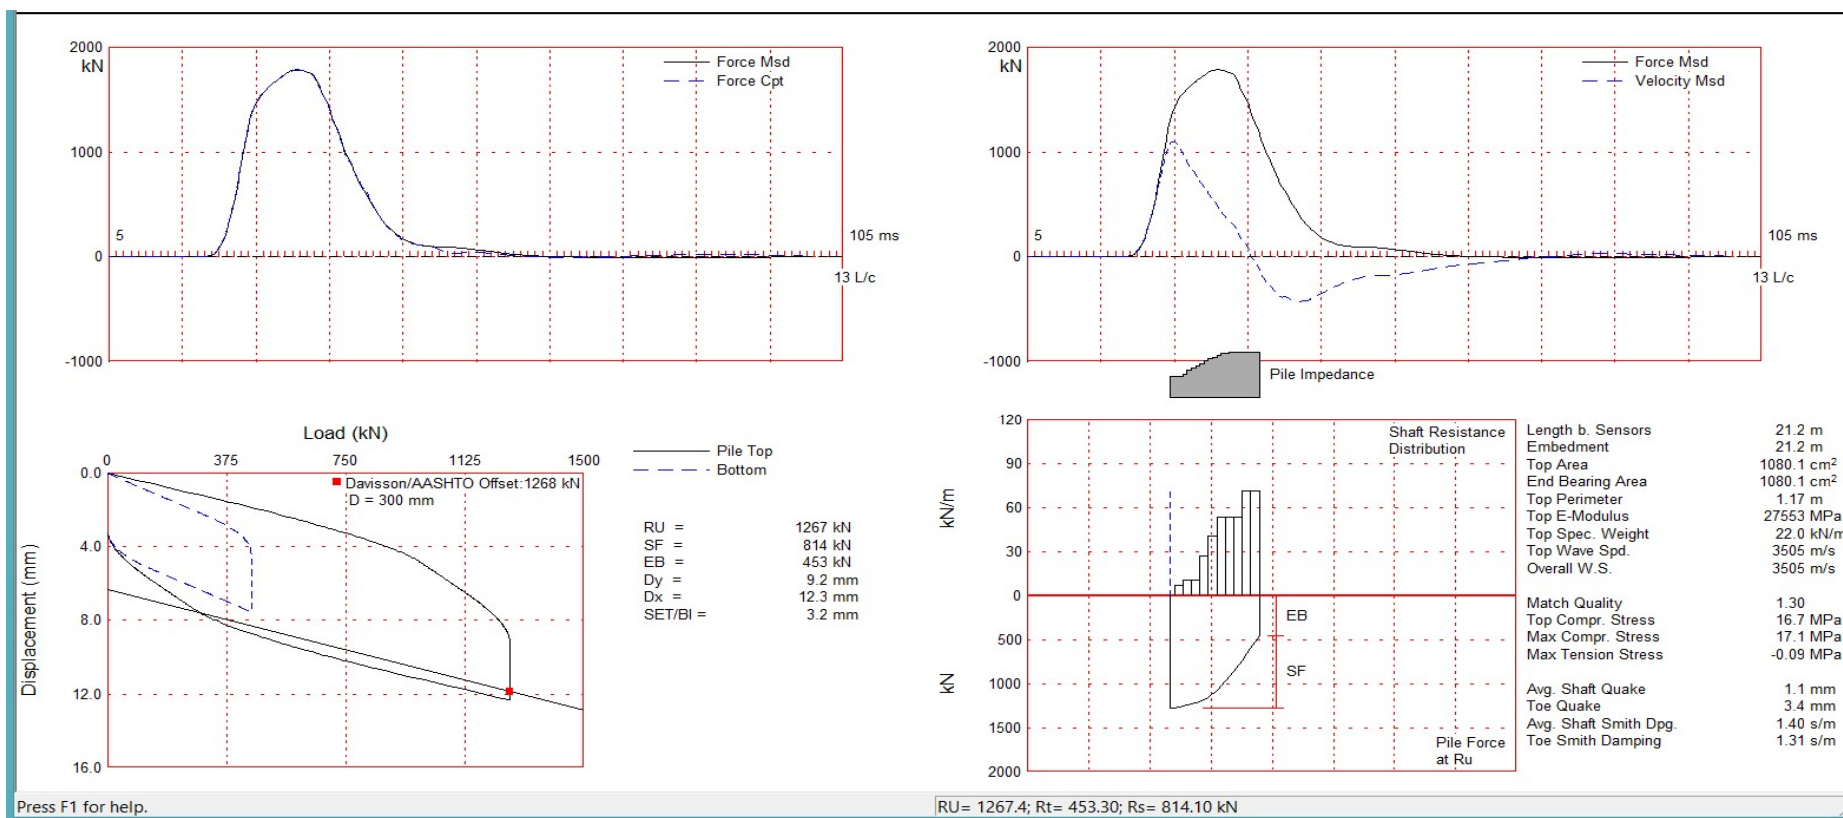 2000
kN
1000
0
-1000
5
105 ms
13 L/c
Force Msd
Force Cpt
2000
kN
1000
0
-1000
5
105 ms
13 L/c
Force Msd
Velocity Msd
Pile Impedance
Load (kN)
0 375 750 1125 1500
0.0
4.0
8.0
12.0
16.0
Displacement (mm)
Davisson/AASHTO Offset:1268 kN
D = 300 mm
Pile Top
Bottom
RU = 1267 kN
SF = 814 kN
EB = 453 kN
Dy = 9.2 mm
Dx = 12.3 mm
SET/Bl = 3.2 mm
120
90
60
30
0
500
1000
1500
2000
kN/m
kN
Shaft Resistance
Distribution
EB
SF
Pile Force
at Ru
Length b. Sensors 21.2 m
Embedment 21.2 m
Top Area 1080.1 cm²
End Bearing Area 1080.1 cm²
Top Perimeter 1.17 m
Top E-Modulus 27553 MPa
Top Spec. Weight 22.0 kN/m
Top Wave Spd. 3505 m/s
Overall W.S. 3505 m/s
Match Quality 1.30
Top Compr. Stress 16.7 MPa
Max Compr. Stress 17.1 MPa
Max Tension Stress -0.09 MPa
Avg. Shaft Quake 1.1 mm
Toe Quake 3.4 mm
Avg. Shaft Smith Dpg. 1.40 s/m
Toe Smith Damping 1.31 s/m
Press F1 for help.
RU= 1267.4; Rt= 453.30; Rs= 814.10 kN